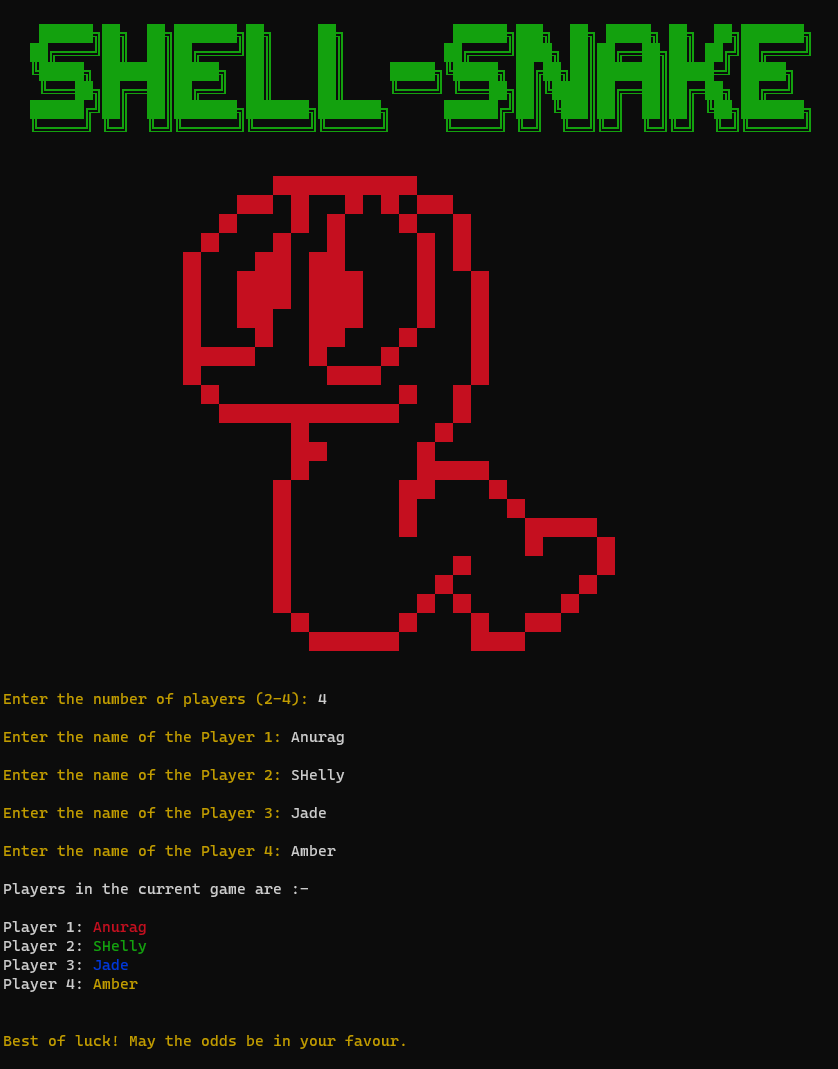 SHELL-SNAKE
Enter the number of players (2-4): 4
Enter the name of the Player 1: Anurag
Enter the name of the Player 2: SHelly
Enter the name of the Player 3: Jade
Enter the name of the Player 4: Amber
Players in the current game are :-
Player 1: Anurag
Player 2: SHelly
Player 3: Jade
Player 4: Amber
Best of luck! May the odds be in your favour.